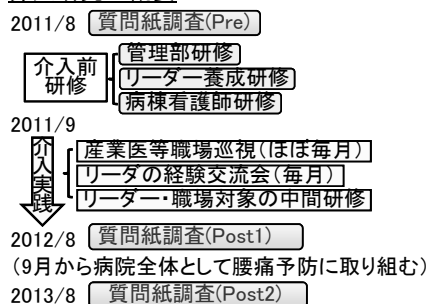 2011/8 質問紙調査(Pre)
介入前
研修
管理部研修
リーダー養成研修
病棟看護師研修
2011/9
介入実践
産業医等職場巡視(ほぼ毎月)
リーダの経験交流会(毎月)
リーダー・職場対象の中間研修
2012/8 質問紙調査(Post1)
(9月から病院全体として腰痛予防に取り組む)
2013/8 質問紙調査(Post2)